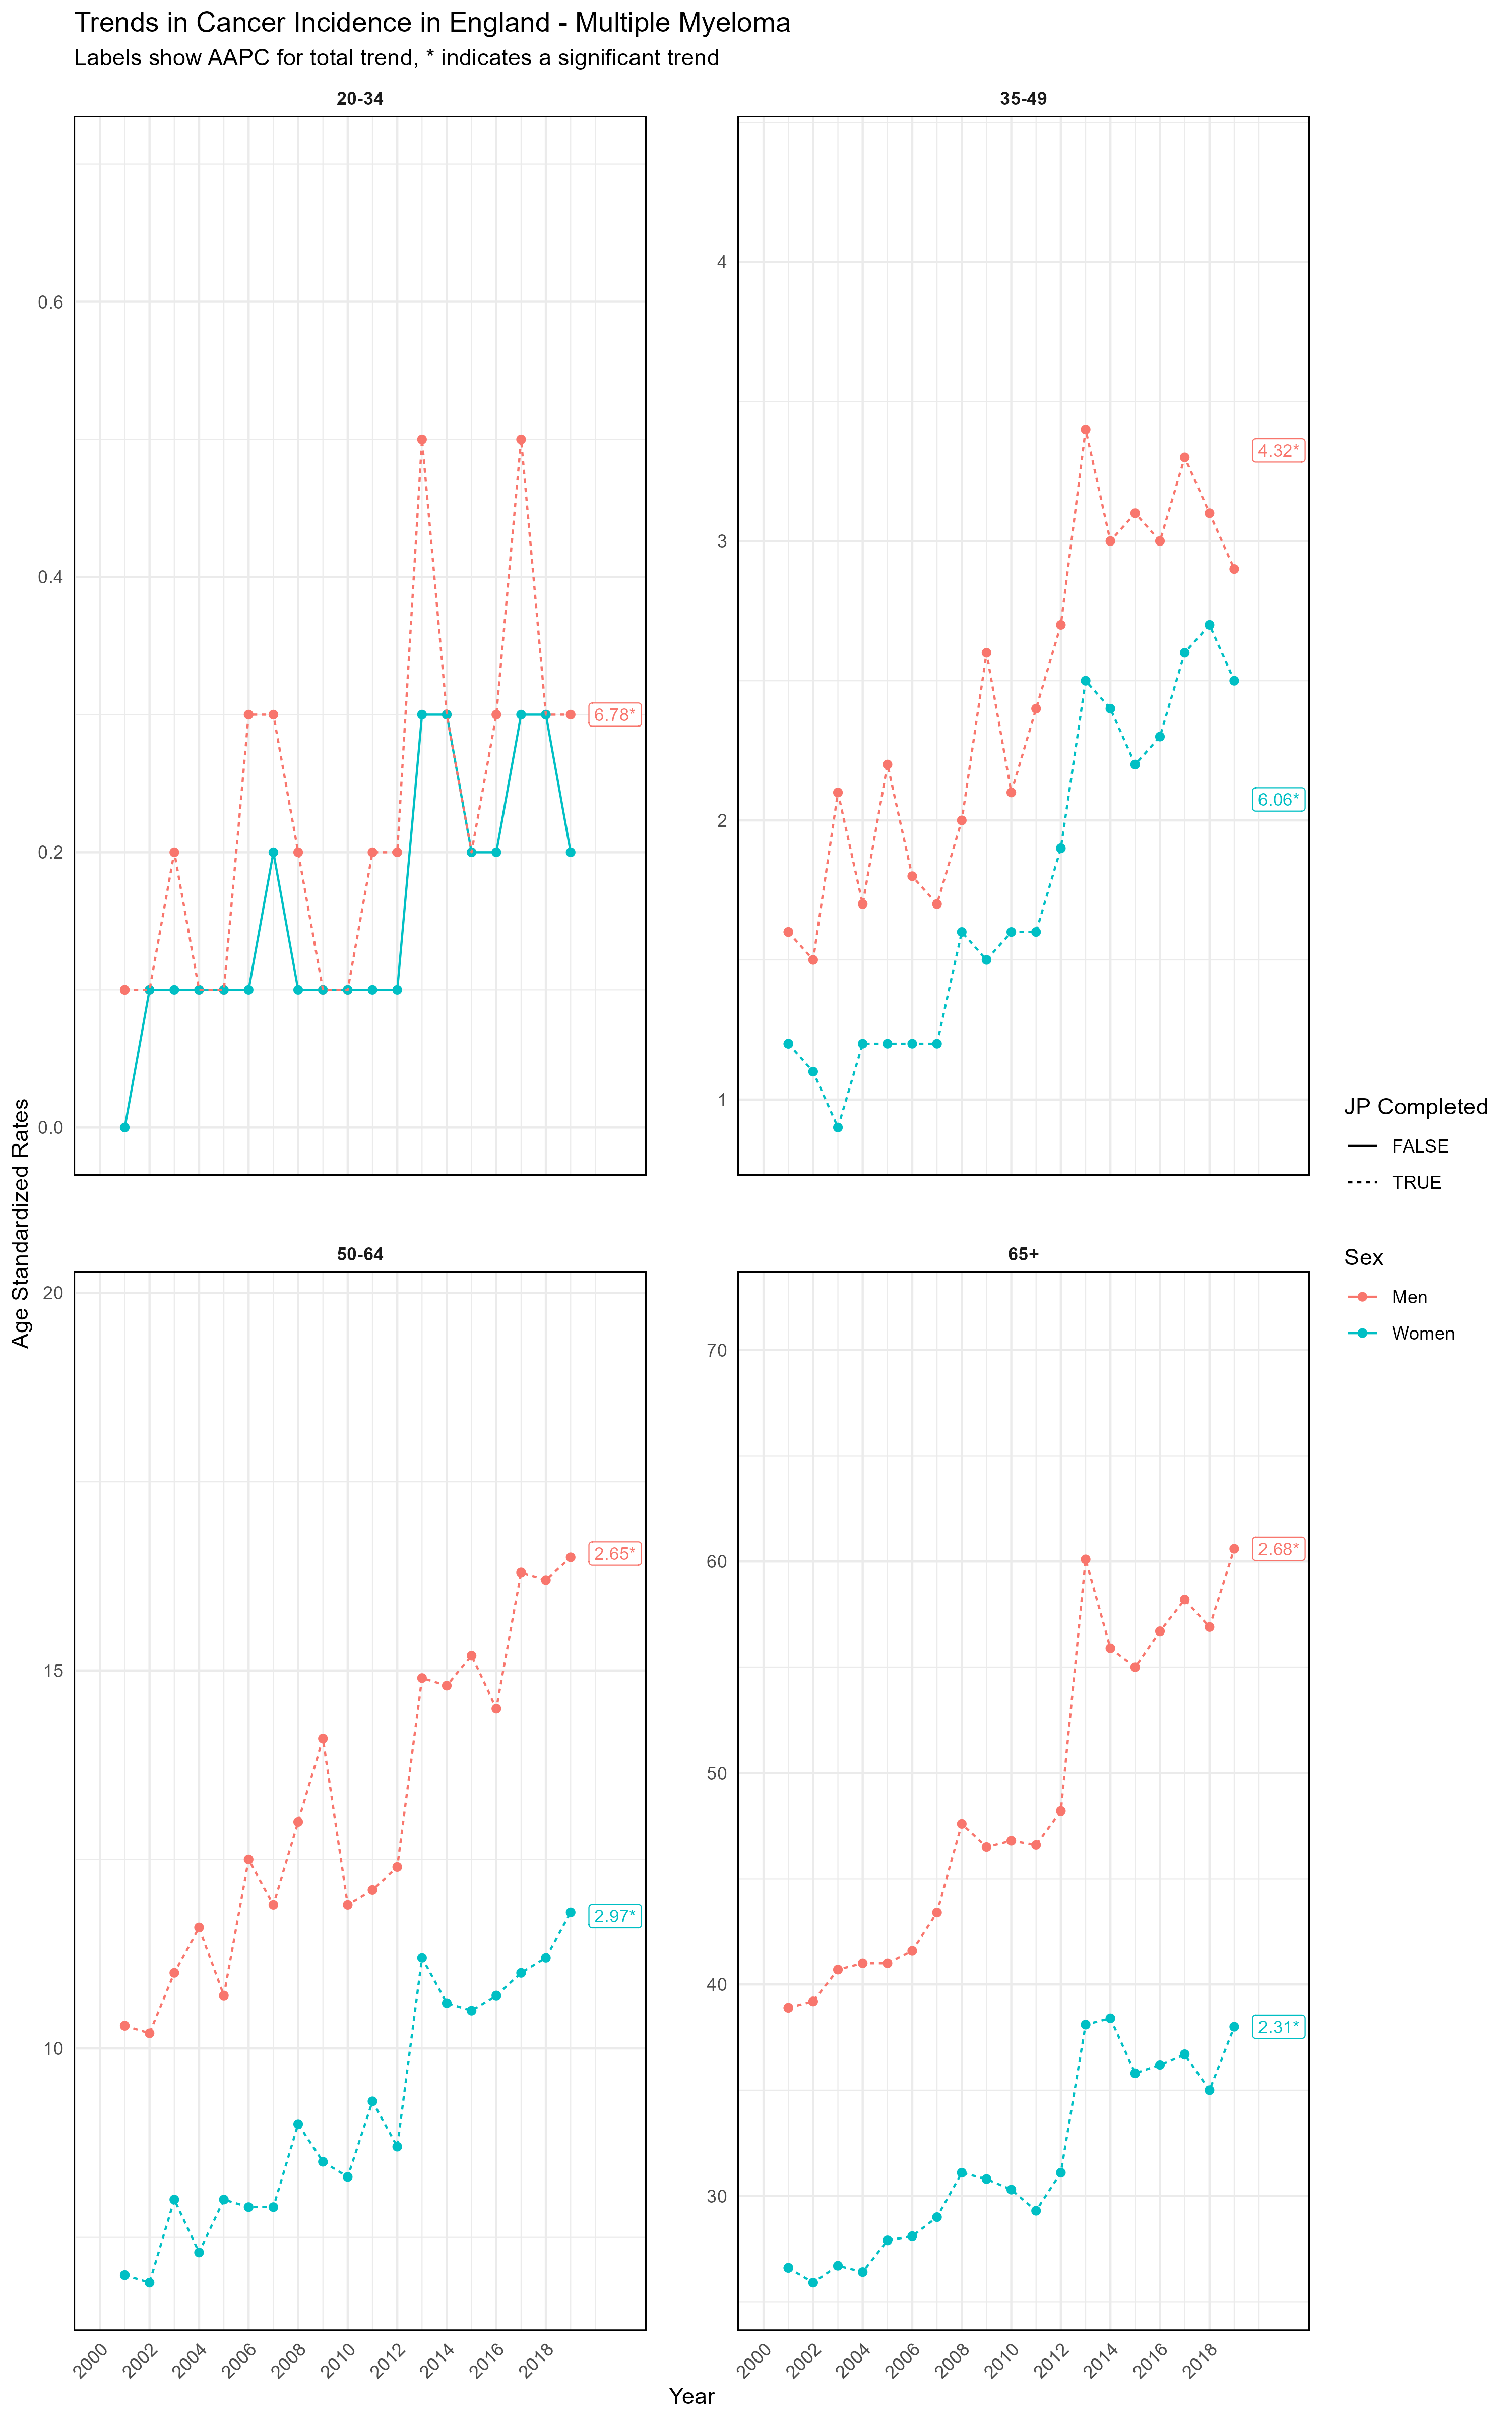 Trends in Cancer Incidence in England - Multiple Myeloma
Labels show AAPC for total trend, * indicates a significant trend
20-34
35-49
0.6
0.4
0.2
0.0
6.78*
4
3
2
1
4.32*
6.06*
50-64
65+
20
15
10
2.65*
2.97*
70
60
50
40
30
2.68*
2.31*
2000 2002 2004 2006 2008 2010 2012 2014 2016 2018
2000 2002 2004 2006 2008 2010 2012 2014 2016 2018
Year
Age Standardized Rates
JP Completed
FALSE
TRUE
Sex
Men
Women